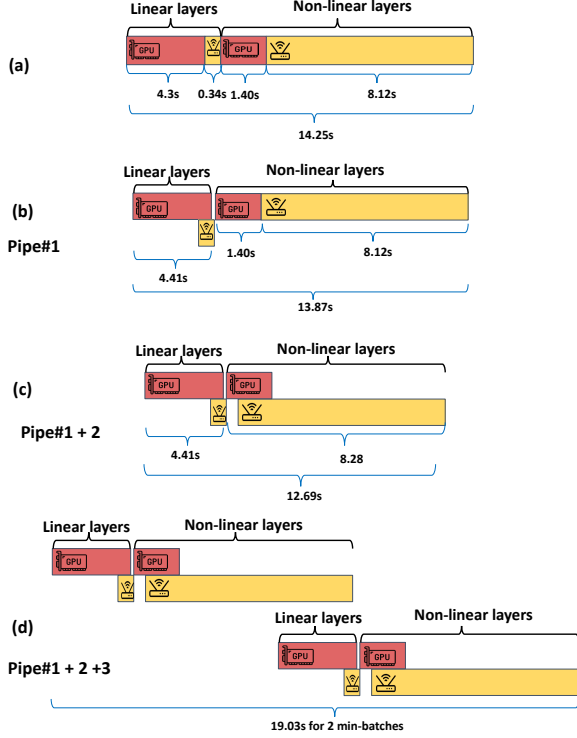 Linear layers
Non-linear layers
(a)
GPU
GPU
4.3s
0.34s
1.40s
8.12s
14.25s
Linear layers
Non-linear layers
(b)
Pipe#1
GPU
GPU
4.41s
1.40s
8.12s
13.87s
Linear layers
Non-linear layers
(c)
Pipe#1 + 2
GPU
GPU
4.41s
8.28
12.69s
Linear layers
Non-linear layers
GPU
GPU
(d)
Pipe#1 + 2 +3
Linear layers
Non-linear layers
GPU
GPU
19.03s for 2 min-batches